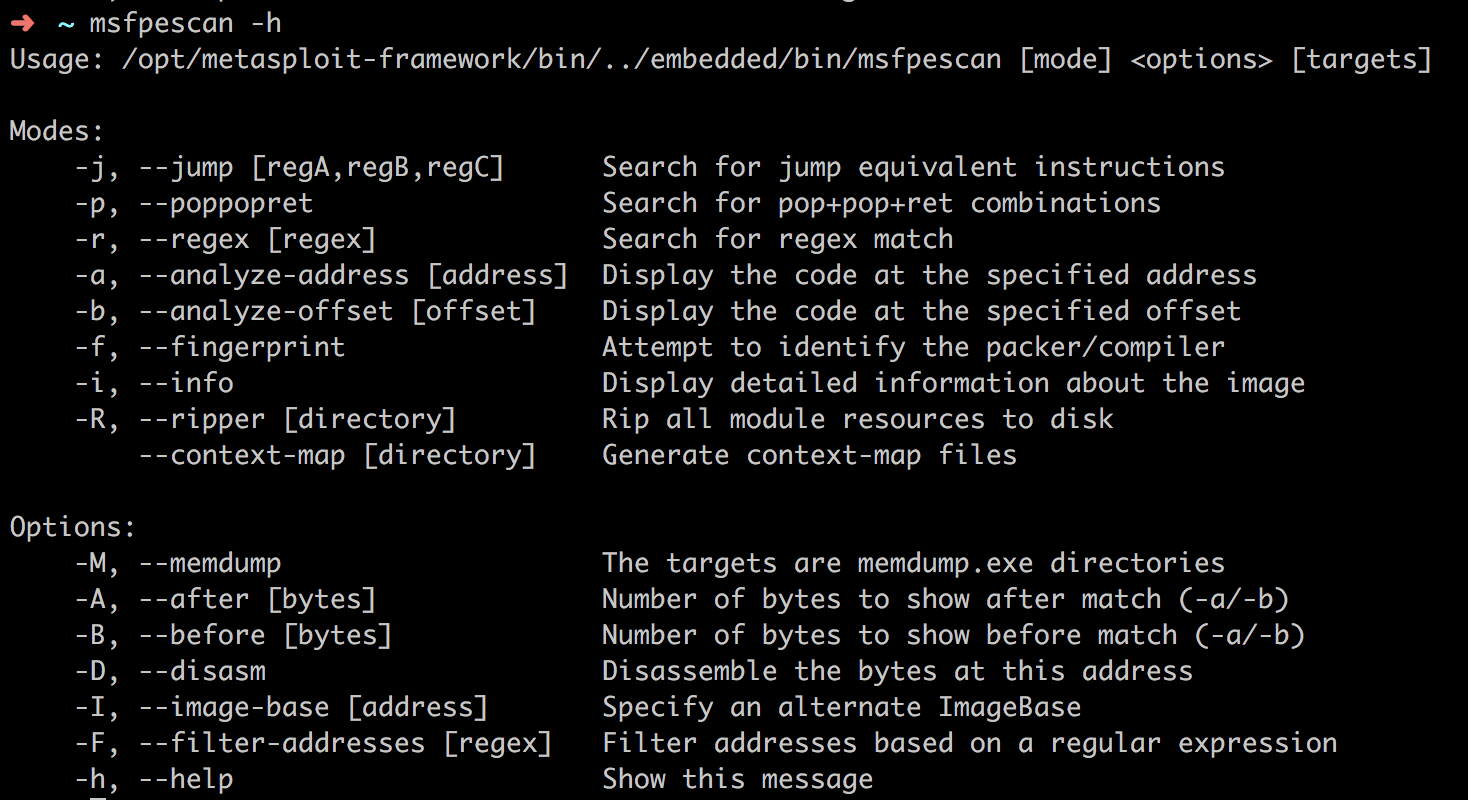 ➜ ~ msfpescan -h
Usage: /opt/metasploit-framework/bin/../embedded/bin/msfpescan [mode] <options> [targets]

Modes:
    -j, --jump [regA,regB,regC]      Search for jump equivalent instructions
    -p, --poppopret                  Search for pop+pop+ret combinations
    -r, --regex [regex]              Search for regex match
    -a, --analyze-address [address]  Display the code at the specified address
    -b, --analyze-offset [offset]    Display the code at the specified offset
    -f, --fingerprint                Attempt to identify the packer/compiler
    -i, --info                       Display detailed information about the image
    -R, --ripper [directory]         Rip all module resources to disk
        --context-map [directory]    Generate context-map files

Options:
    -M, --memdump                    The targets are memdump.exe directories
    -A, --after [bytes]              Number of bytes to show after match (-a/-b)
    -B, --before [bytes]             Number of bytes to show before match (-a/-b)
    -D, --disasm                     Disassemble the bytes at this address
    -I, --image-base [address]       Specify an alternate ImageBase
    -F, --filter-addresses [regex]   Filter addresses based on a regular expression
    -h, --help                       Show this message